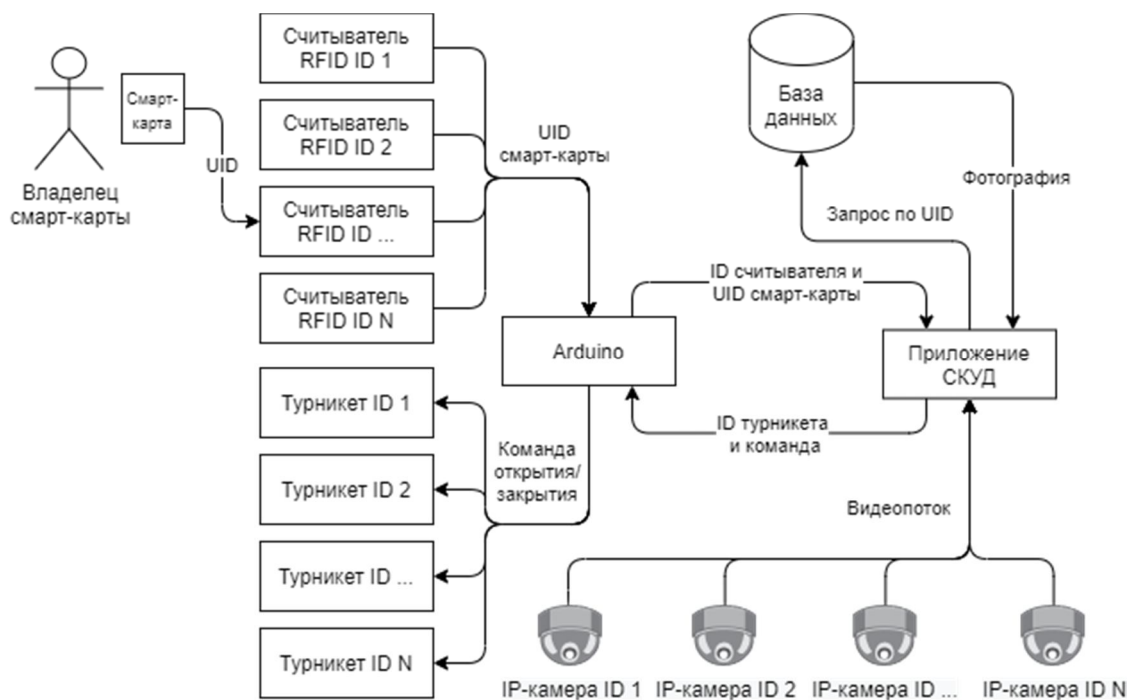 Владелец
смарт-карты
Смарт-
карта
UID
Считыватель
RFID ID 1
Считыватель
RFID ID 2
Считыватель
RFID ID ...
Считыватель
RFID ID N
UID
смарт-карты
Arduino
Турникет ID 1
Турникет ID 2
Турникет ID ...
Турникет ID N
Команда
открытия/
закрытия
ID считывателя и
UID смарт-карты
ID турникета
и команда
База
данных
Запрос по UID
Фотография
Приложение
СКУД
Видеопоток
IP-камера ID 1
IP-камера ID 2
IP-камера ID ...
IP-камера ID N